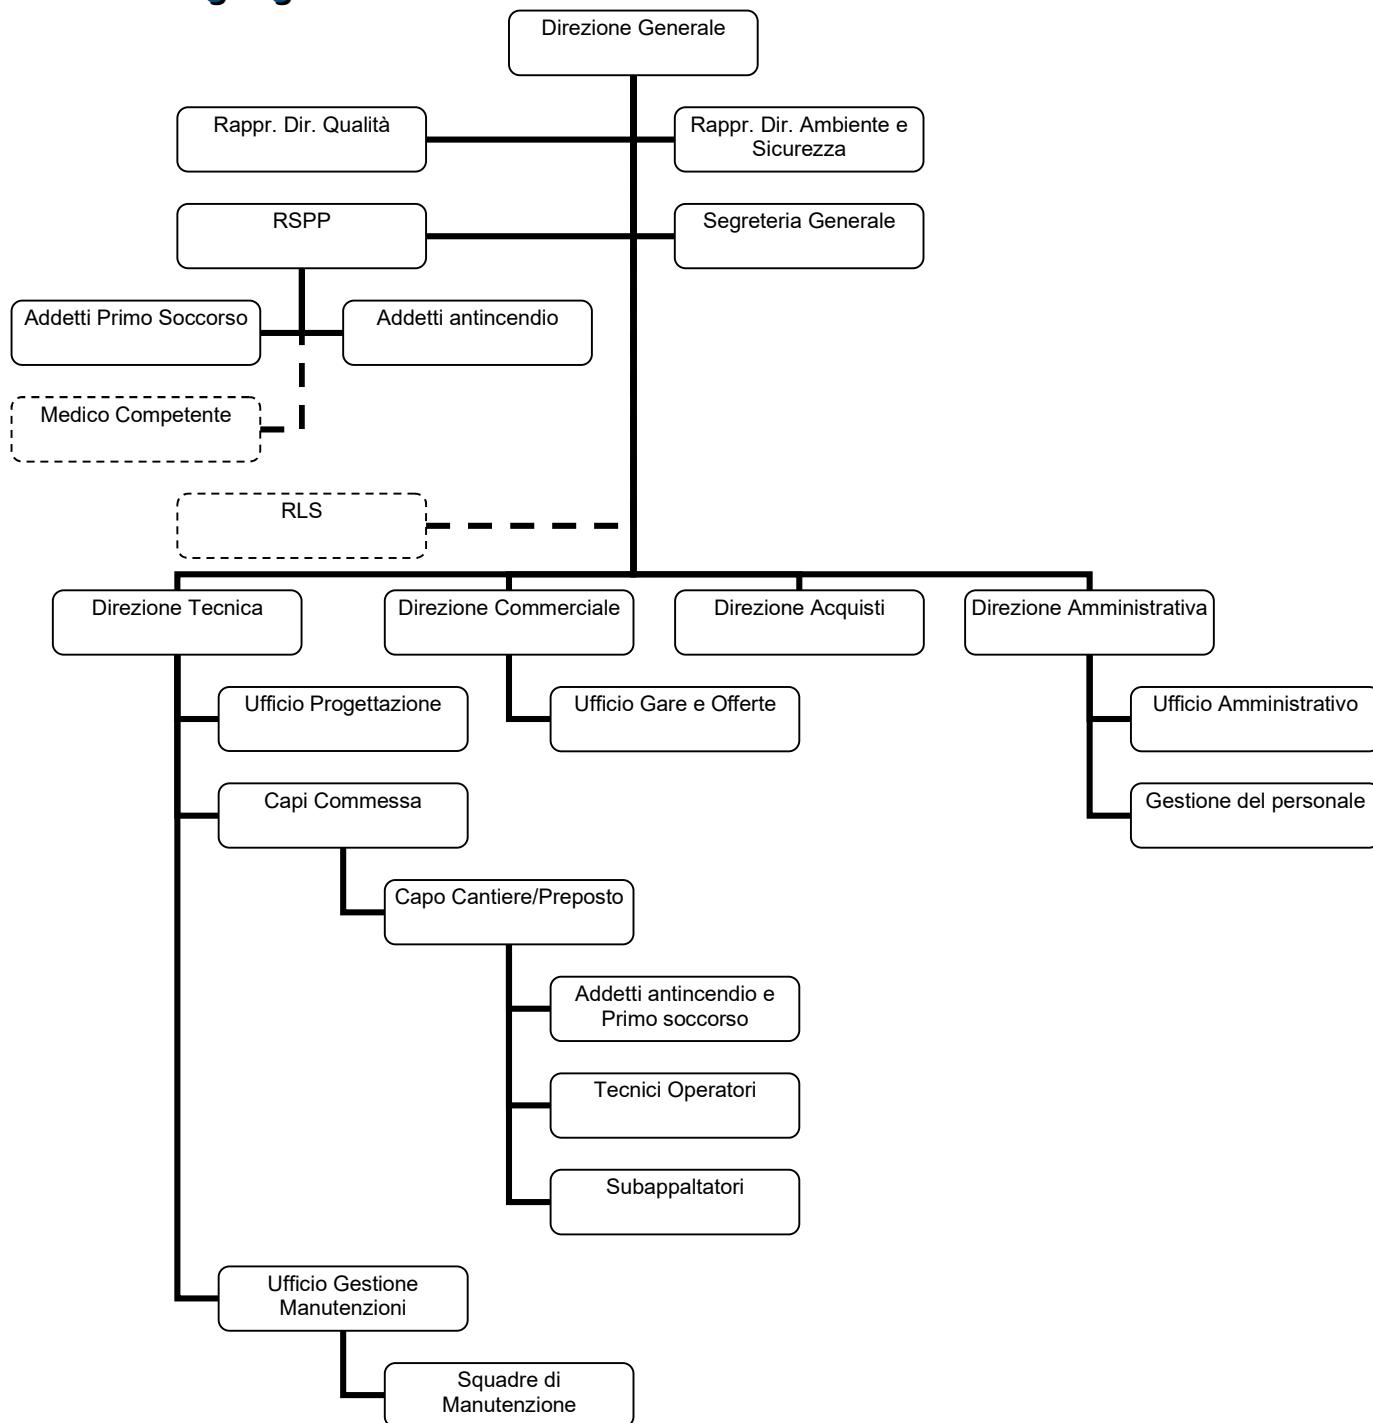 Direzione Generale
Rappr. Dir. Qualità
Rappr. Dir. Ambiente e
Sicurezza
RSPP
Segreteria Generale
Addetti Primo Soccorso
Addetti antincendio
Medico Competente
RLS
Direzione Tecnica
Direzione Commerciale
Direzione Acquisti
Direzione Amministrativa
Ufficio Progettazione
Ufficio Gare e Offerte
Ufficio Amministrativo
Capi Commessa
Gestione del personale
Capo Cantiere/Preposto
Addetti antincendio e
Primo soccorso
Tecnici Operatori
Subappaltatori
Ufficio Gestione
Manutenzioni
Squadre di
Manutenzione